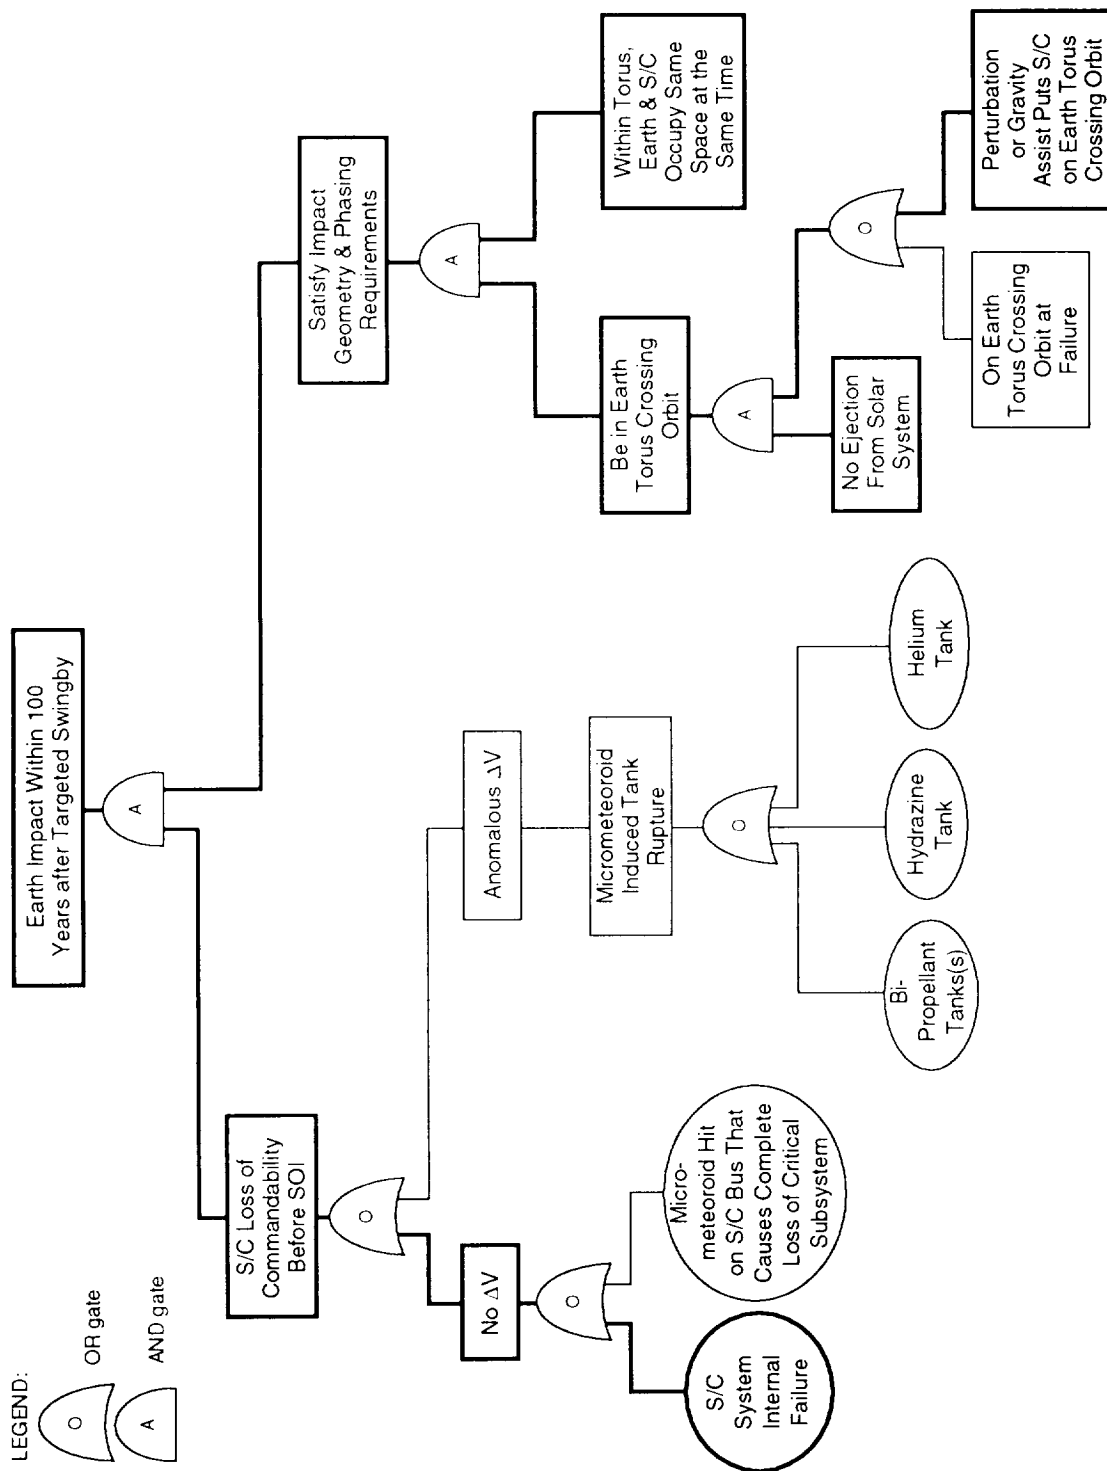 LEGEND:
O
OR gate
A
AND gate
Earth Impact Within 100
Years after Targeted Swingby
A
S/C Loss of
Commandability
Before SOI
O
No ΔV
O
S/C
System
Internal
Failure
Micro-
meteoroid Hit
on S/C Bus That
Causes Complete
Loss of Critical
Subsystem
Anomalous ΔV
Micrometeoroid
Induced Tank
Rupture
O
Bi-
Propellant
Tanks(s)
Hydrazine
Tank
Helium
Tank
Satisfy Impact
Geometry & Phasing
Requirements
A
Be in Earth
Torus Crossing
Orbit
A
No Ejection
From Solar
System
Within Torus,
Earth & S/C
Occupy Same
Space at the
Same Time
O
On Earth
Torus Crossing
Orbit at
Failure
Perturbation
or Gravity
Assist Puts S/C
on Earth Torus
Crossing Orbit